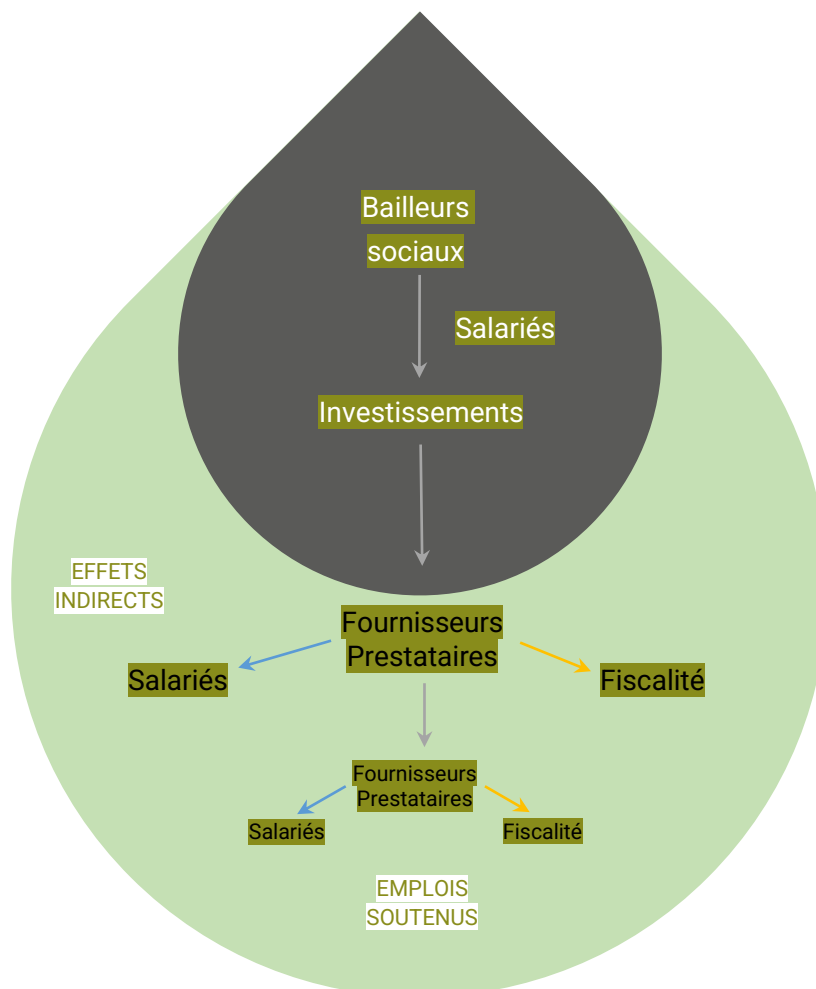 Bailleurs
sociaux
Salariés
Investissements
EFFETS
INDIRECTS
Fournisseurs
Prestataires
Salariés
Fiscalité
Fournisseurs
Prestataires
Salariés
Fiscalité
EMPLOIS
SOUTENUS